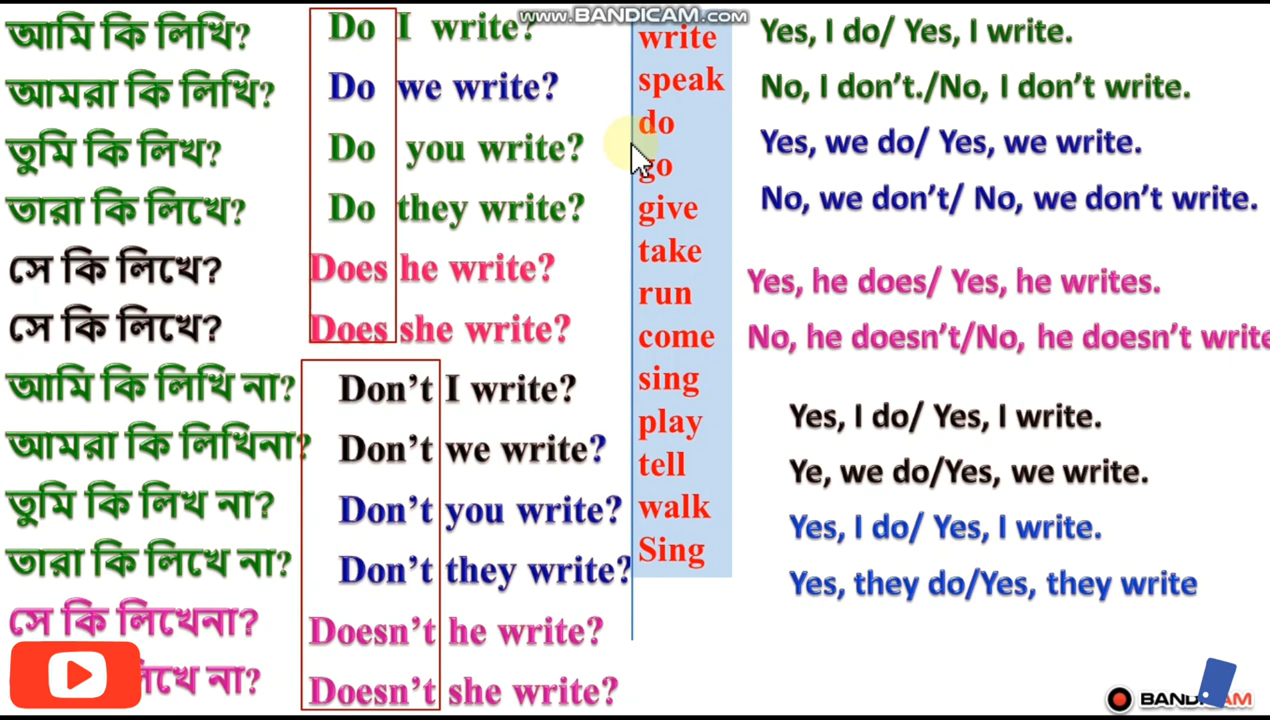 www.BANDICAM.com
আমি কি লিখি?
আমরা কি লিখি?
তুমি কি লিখ?
তারা কি লিখে?
সে কি লিখে?
সে কি লিখে?
আমি কি লিখি না?
আমরা কি লিখিনা?
তুমি কি লিখ না?
তারা কি লিখে না?
সে কি লিখেনা?
লিখে না?
Do I write?
Do we write?
Do you write?
Do they write?
Does he write?
Does she write?
Don't I write?
Don't we write?
Don't you write?
Don't they write?
Doesn't he write?
Doesn't she write?
write
speak
do
go
give
take
run
come
sing
play
tell
walk
Sing
Yes, I do/ Yes, I write.
No, I don't./No, I don't write.
Yes, we do/ Yes, we write.
No, we don't/ No, we don't write.
Yes, he does/ Yes, he writes.
No, he doesn't/No, he doesn't write
Yes, I do/ Yes, I write.
Ye, we do/Yes, we write.
Yes, I do/ Yes, I write.
Yes, they do/Yes, they write